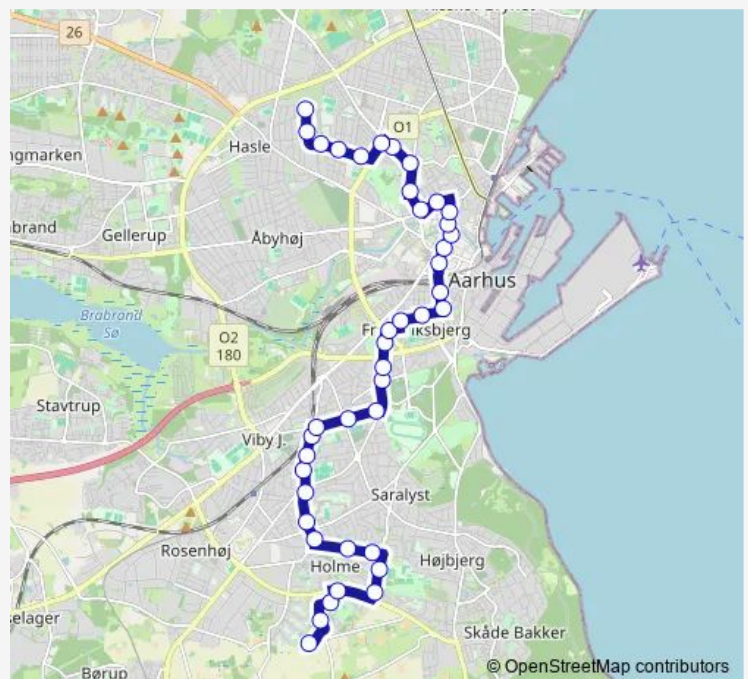 26
O1
Hasle
ngmarken
brand
Gellerup
Åbyhøj
Aarhus
Brabrand
Sø
O2
180
Stavtrup
Viby J.
Saralyst
Rosenhøj
Holme
Højbjerg
selager
Skåde Bakker
Børup
© OpenStreetMap contributors